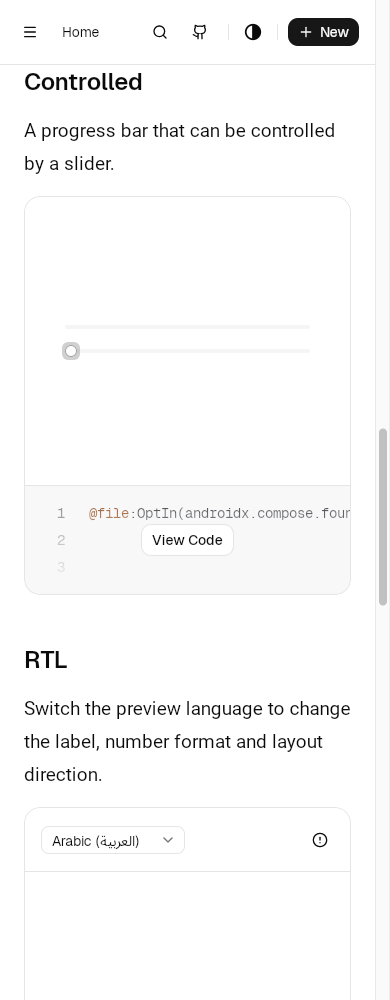 Home
New
Controlled
A progress bar that can be controlled
by a slider.
1 @file:OptIn(androidx.compose.foun
2
View Code
3
RTL
Switch the preview language to change
the label, number format and layout
direction.
Arabic (العربية)